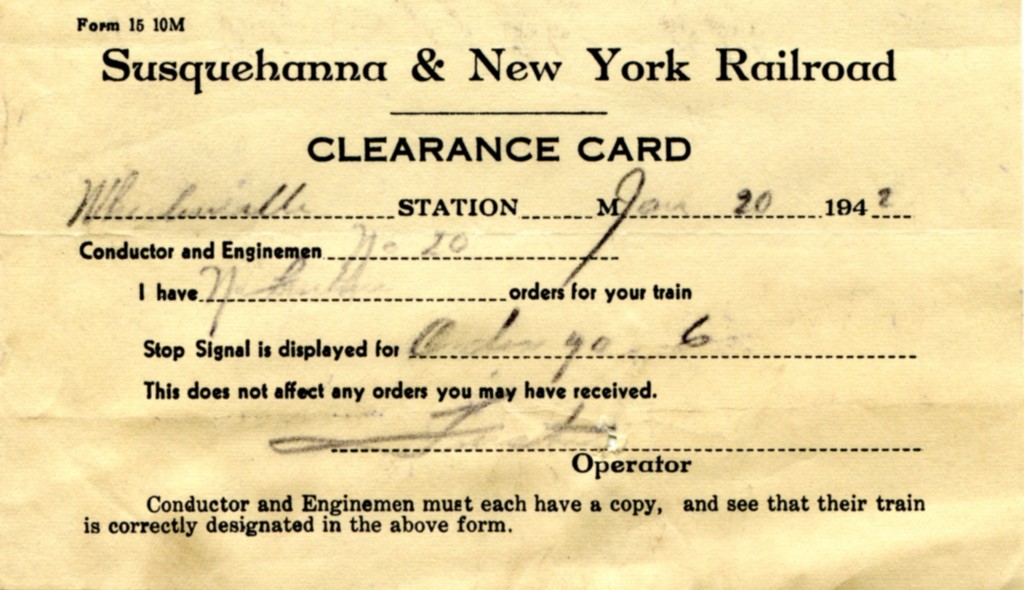 Form 15 10M
Susquehanna & New York Railroad
CLEARANCE CARD
STATION M Jan 20 1942
Conductor and Enginemen No 20
I have orders for your train
Stop Signal is displayed for 6
This does not affect any orders you may have received.
Operator
Conductor and Enginemen must each have a copy, and see that their train
is correctly designated in the above form.